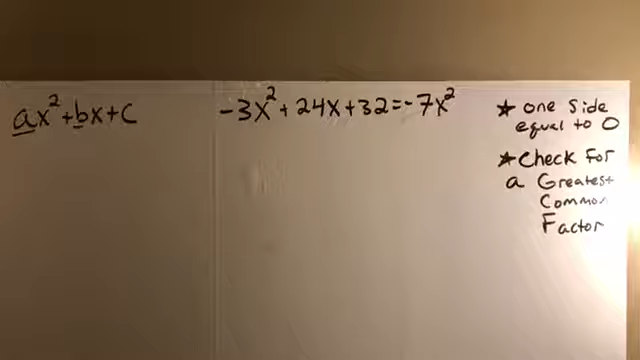 ax²+bx+c
-3x²+24x+32=-7x²
★ one Side
equal to 0
★ Check For
a Greatest
Common
Factor